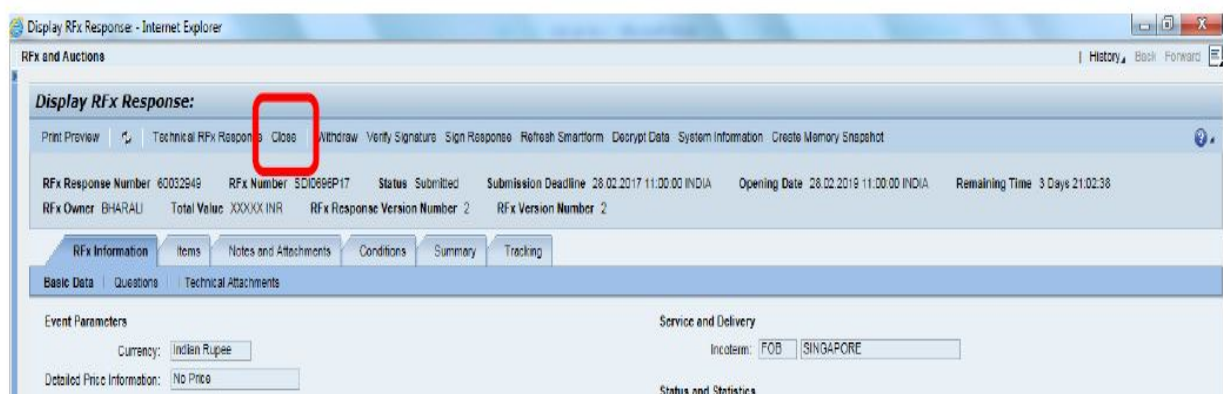 Display RFx Response: - Internet Explorer
RFx and Auctions History Back Forward
Display RFx Response:
Print Preview Technical RFx Response Close Withdraw Verify Signature Sign Response Refresh Smartform Decrypt Data System Information Create Memory Snapshot
RFx Response Number 60032949 RFx Number SDI0696P17 Status Submitted Submission Deadline 28.02.2017 11:00:00 INDIA Opening Date 28.02.2019 11:00:00 INDIA Remaining Time 3 Days 21:02:38
RFx Owner BHARALI Total Value XXXXX INR RFx Response Version Number 2 RFx Version Number 2
RFx Information Items Notes and Attachments Conditions Summary Tracking
Basic Data Questions Technical Attachments
Event Parameters Service and Delivery
Currency: Indian Rupee Incoterm: FOB SINGAPORE
Detailed Price Information: No Price
Status and Statistics